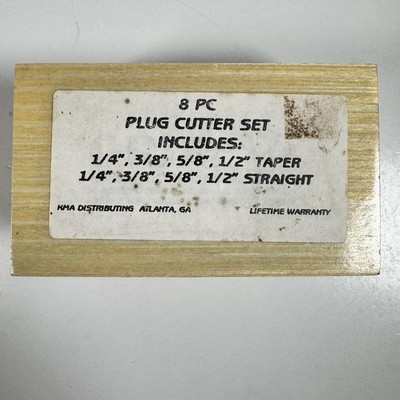 8 PC
PLUG CUTTER SET
INCLUDES:
1/4", 3/8", 5/8", 1/2" TAPER
1/4", 3/8", 5/8", 1/2" STRAIGHT
KMA DISTRIBUTING ATLANTA, GA LIFETIME WARRANTY